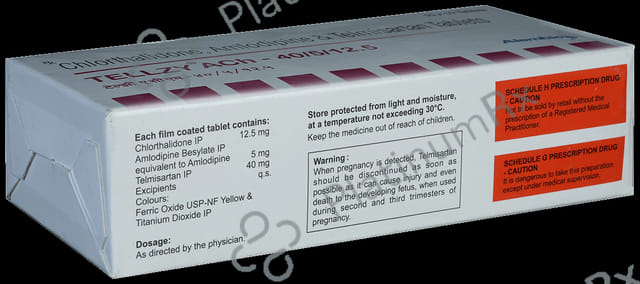 Chlorthalidone, Amlodipine & Telmisartan Tablets
TELLZY ACh - 40/5/12.5
Each film coated tablet contains:
Chlorthalidone IP 12.5 mg
Amlodipine Besylate IP
equivalent to Amlodipine 5 mg
Telmisartan IP 40 mg
Excipients q.s.
Colours:
Ferric Oxide USP-NF Yellow &
Titanium Dioxide IP
Dosage:
As directed by the physician.
Store protected from light and moisture,
at a temperature not exceeding 30°C.
Keep the medicine out of reach of children.
Warning:
When pregnancy is detected, Telmisartan
should be discontinued as soon as
possible. It can cause injury and even
death to the developing fetus, when used
during second and third trimesters of
pregnancy.
SCHEDULE H PRESCRIPTION DRUG
- CAUTION
Not to be sold by retail without the
prescription of a Registered Medical
Practitioner.
SCHEDULE G PRESCRIPTION DRUG
- CAUTION
It is dangerous to take this preparation
except under medical supervision.
PlatinumRx